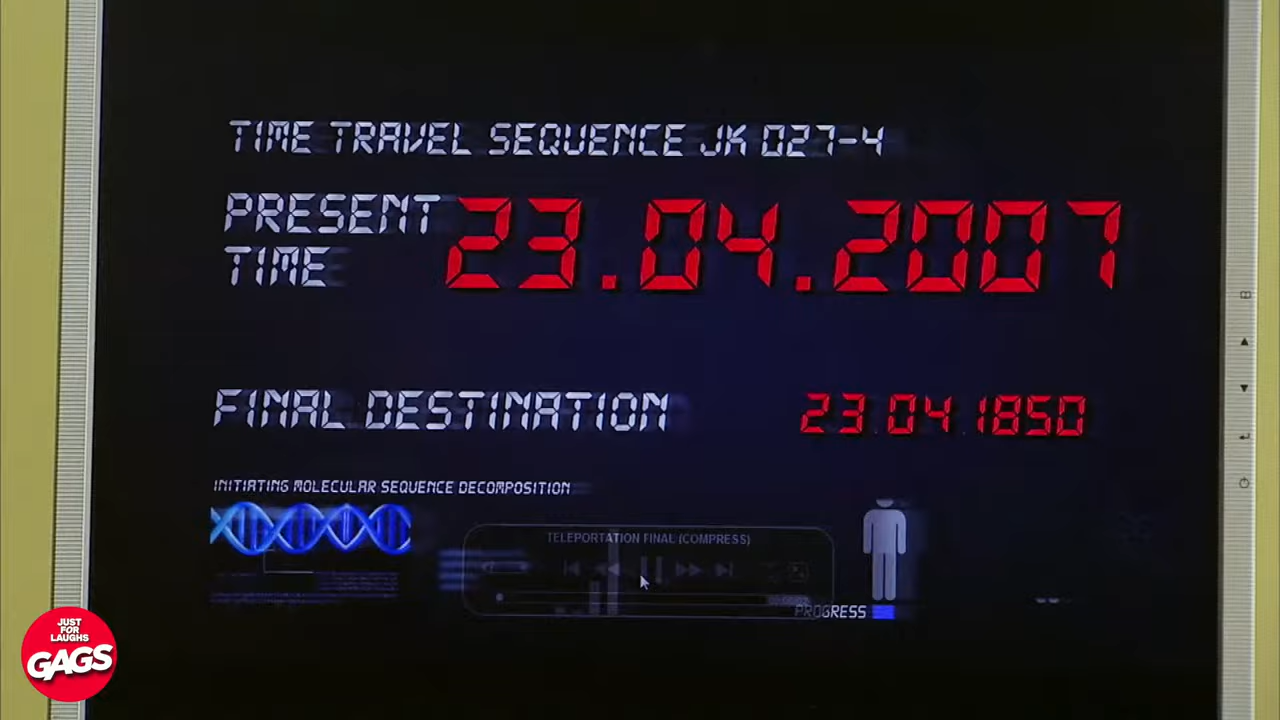 TIME TRAVEL SEQUENCE JK 027-4
PRESENT
TIME
23.04.2007
FINAL DESTINATION
23.04.1850
INITIATING MOLECULAR SEQUENCE DECOMPOSITION
TELEPORTATION FINAL (COMPRESS)
PROGRESS
JUST
FOR
LAUGHS
GAGS